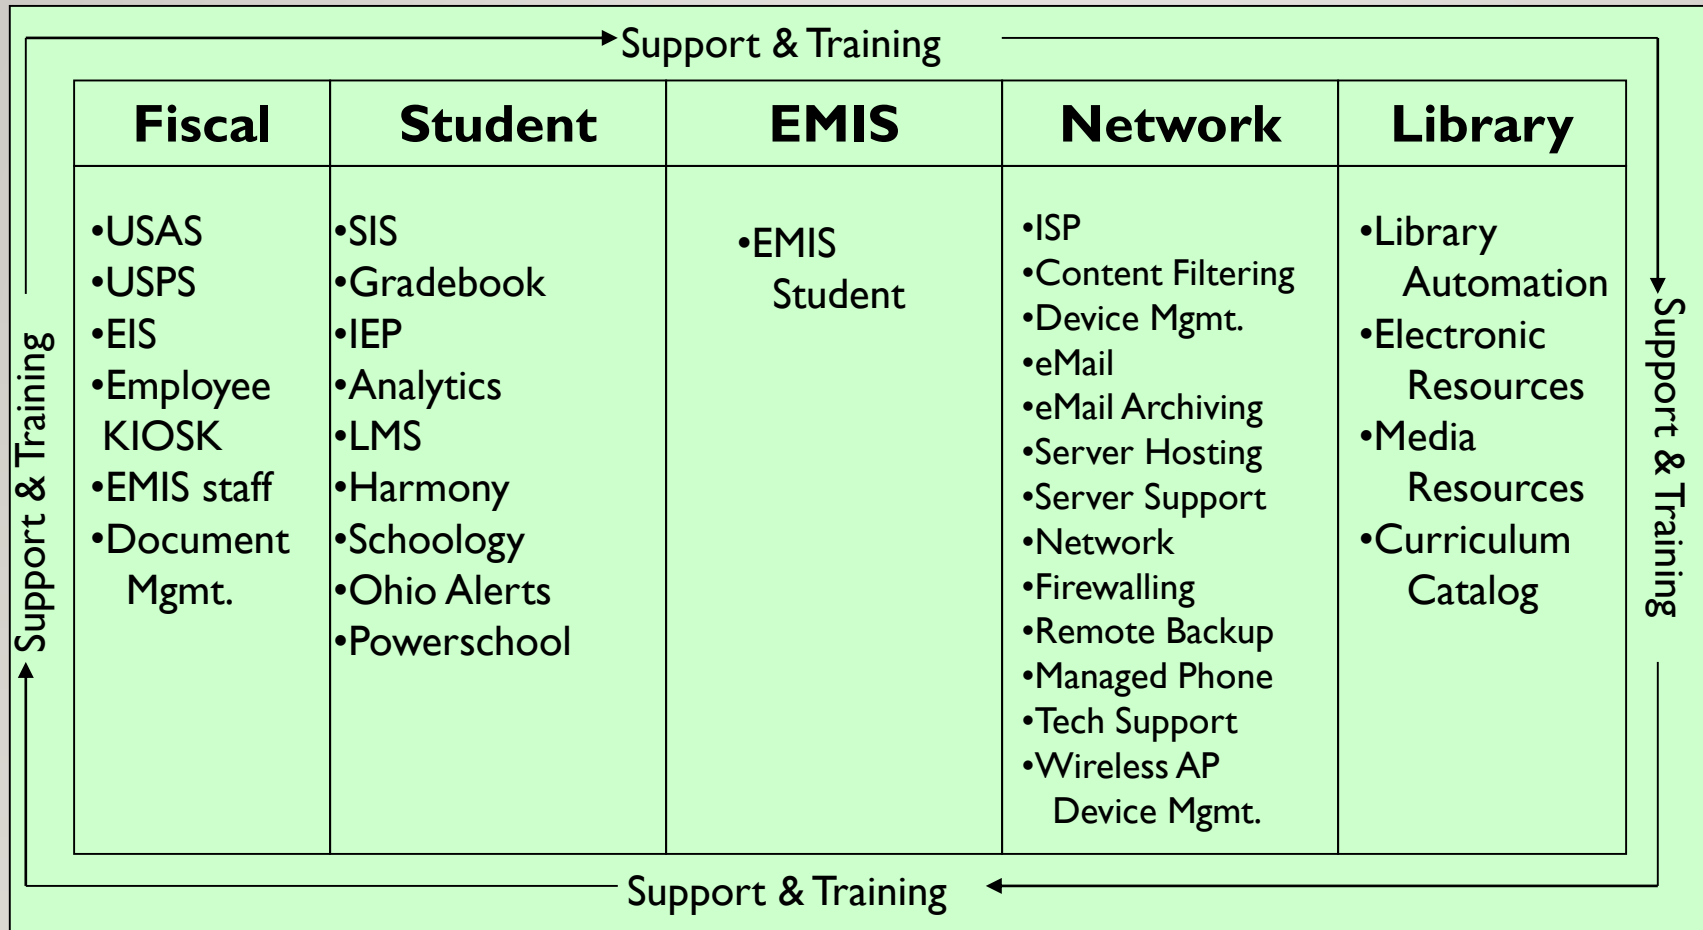 Support & Training
Fiscal
Student
EMIS
Network
Library
•USAS
•USPS
•EIS
•Employee
KIOSK
•EMIS staff
•Document
Mgmt.
•SIS
•Gradebook
•IEP
•Analytics
•LMS
•Harmony
•Schoology
•Ohio Alerts
•Powerschool
•EMIS
Student
•ISP
•Content Filtering
•Device Mgmt.
•eMail
•eMail Archiving
•Server Hosting
•Server Support
•Network
•Firewalling
•Remote Backup
•Managed Phone
•Tech Support
•Wireless AP
Device Mgmt.
•Library
Automation
•Electronic
Resources
•Media
Resources
•Curriculum
Catalog
Support & Training
Support & Training
Support & Training